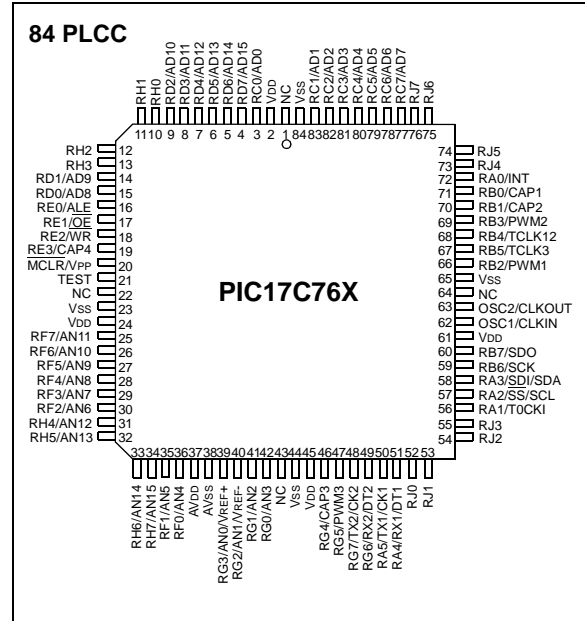 84 PLCC
RH1
RH0
RD2/AD10
RD3/AD11
RD4/AD12
RD5/AD13
RD6/AD14
RD7/AD15
RC0/AD0
VDD
NC
VSS
RC1/AD1
RC2/AD2
RC3/AD3
RC4/AD4
RC5/AD5
RC6/AD6
RC7/AD7
RJ7
RJ6
11 10 9 8 7 6 5 4 3 2 1 84 83 82 81 80 79 78 77 76 75
RH2 12
RH3 13
RD1/AD9 14
RD0/AD8 15
RE0/ALE 16
RE1/OE 17
RE2/WR 18
RE3/CAP4 19
MCLR/VPP 20
TEST 21
NC 22
VSS 23
VDD 24
RF7/AN11 25
RF6/AN10 26
RF5/AN9 27
RF4/AN8 28
RF3/AN7 29
RF2/AN6 30
RH4/AN12 31
RH5/AN13 32
PIC17C76X
74 RJ5
73 RJ4
72 RA0/INT
71 RB0/CAP1
70 RB1/CAP2
69 RB3/PWM2
68 RB4/TCLK12
67 RB5/TCLK3
66 RB2/PWM1
65 VSS
64 NC
63 OSC2/CLKOUT
62 OSC1/CLKIN
61 VDD
60 RB7/SDO
59 RB6/SCK
58 RA3/SDI/SDA
57 RA2/SS/SCL
56 RA1/T0CKI
55 RJ3
54 RJ2
33 34 35 36 37 38 39 40 41 42 43 44 45 46 47 48 49 50 51 52 53
RH6/AN14
RH7/AN15
RF1/AN5
RF0/AN4
AVDD
AVSS
RG3/AN0/VREF+
RG2/AN1/VREF-
RG1/AN2
RG0/AN3
NC
VSS
VDD
RG4/CAP3
RG5/PWM3
RG7/TX2/CK2
RG6/RX2/DT2
RA5/TX1/CK1
RA4/RX1/DT1
RJ0
RJ1